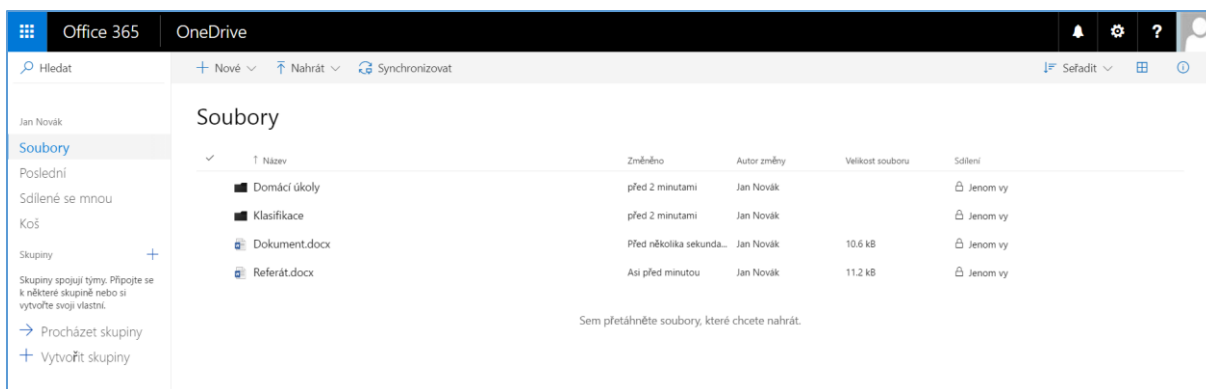 Office 365 OneDrive ?
Hledat
Nové Nahrát Synchronizovat Seřadit
Jan Novák
Soubory
Poslední
Sdílené se mnou
Koš
Skupiny
Skupiny spojují týmy. Připojte se
k některé skupině nebo si
vytvořte svoji vlastní.
Procházet skupiny
Vytvořit skupiny
Soubory
Název Změněno Autor změny Velikost souboru Sdílení
Domácí úkoly před 2 minutami Jan Novák Jenom vy
Klasifikace před 2 minutami Jan Novák Jenom vy
Dokument.docx Před několika sekunda... Jan Novák 10.6 kB Jenom vy
Referát.docx Asi před minutou Jan Novák 11.2 kB Jenom vy
Sem přetáhněte soubory, které chcete nahrát.